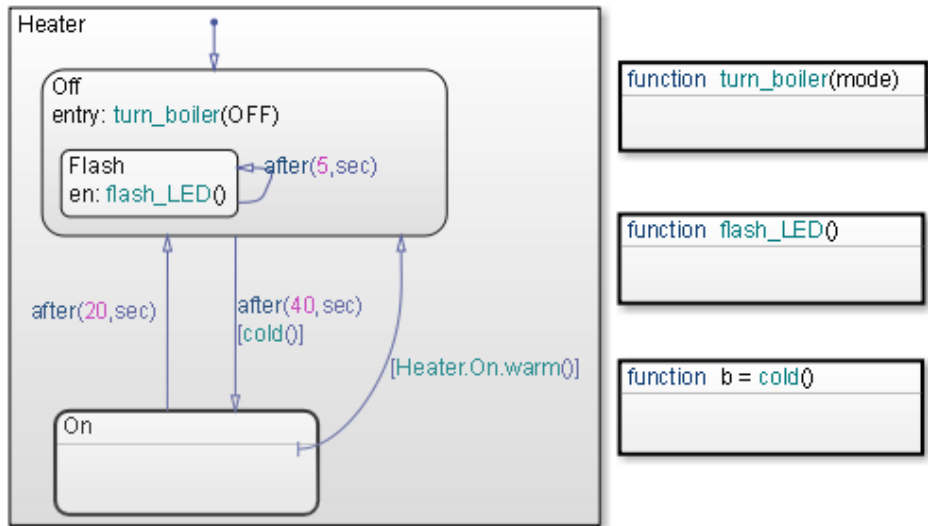 Heater
Off
entry: turn_boiler(OFF)
Flash
en: flash_LED()
after(5,sec)
after(20,sec)
after(40,sec)
[cold()]
[Heater.On.warm()]
On
function turn_boiler(mode)
function flash_LED()
function b = cold()